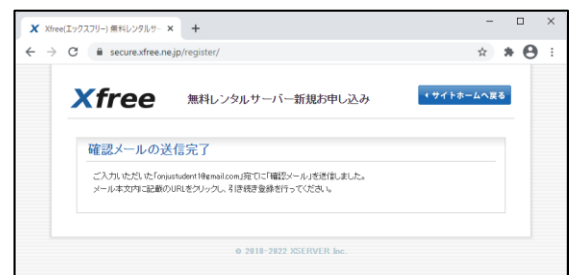 Xfree(エックスフリー) 無料レンタルサー
secure.xfree.ne.jp/register/
Xfree 無料レンタルサーバー新規お申し込み サイトホームへ戻る
確認メールの送信完了
ご入力いただいた「onjustudent19@mail.com」宛てに「確認メール」を送信しました。
メール本文内に記載のURLをクリックし、引き続き登録を行ってください。
© 2010-2022 XSERVER Inc.